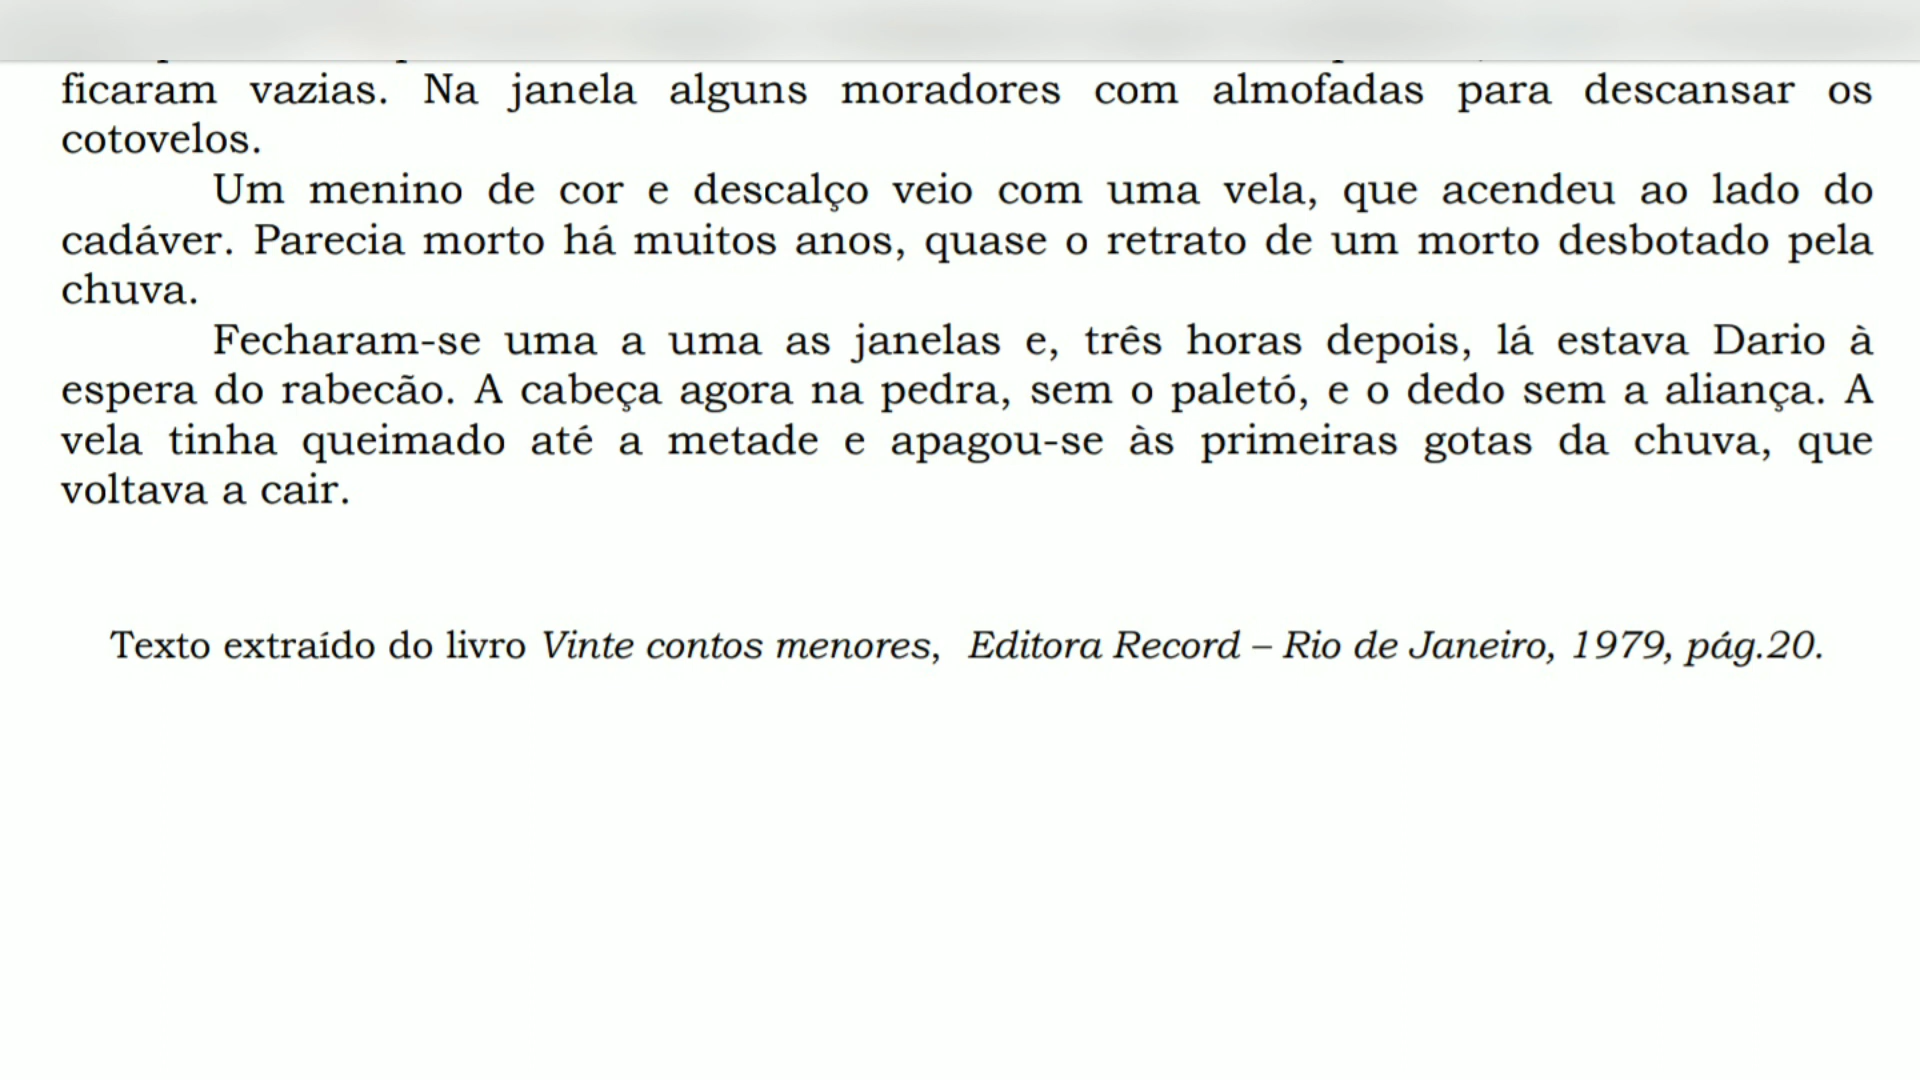 ficaram vazias. Na janela alguns moradores com almofadas para descansar os
cotovelos.
Um menino de cor e descalço veio com uma vela, que acendeu ao lado do
cadáver. Parecia morto há muitos anos, quase o retrato de um morto desbotado pela
chuva.
Fecharam-se uma a uma as janelas e, três horas depois, lá estava Dario à
espera do rabecão. A cabeça agora na pedra, sem o paletó, e o dedo sem a aliança. A
vela tinha queimado até a metade e apagou-se às primeiras gotas da chuva, que
voltava a cair.
Texto extraído do livro Vinte contos menores, Editora Record – Rio de Janeiro, 1979, pág.20.